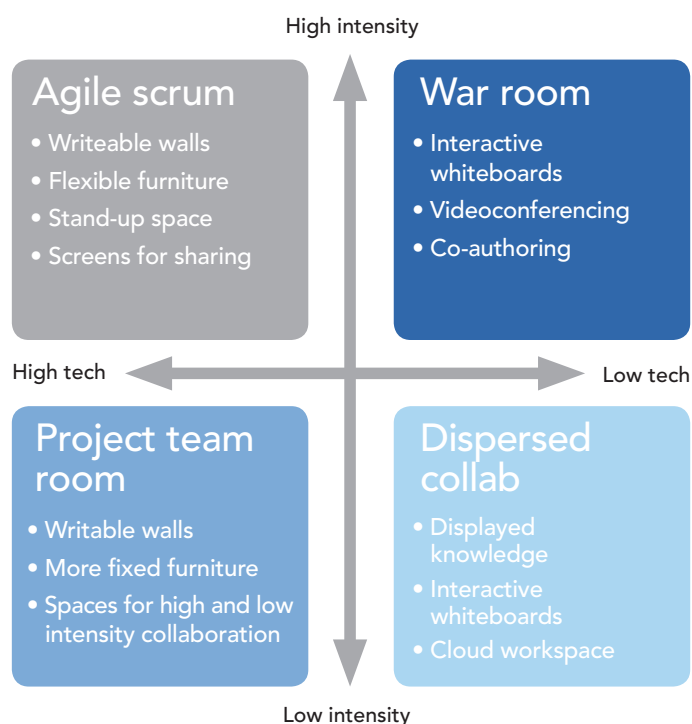 High intensity
Agile scrum
• Writeable walls
• Flexible furniture
• Stand-up space
• Screens for sharing
War room
• Interactive
whiteboards
• Videoconferencing
• Co-authoring
High tech
Low tech
Project team
room
• Writable walls
• More fixed furniture
• Spaces for high and low
intensity collaboration
Dispersed
collab
• Displayed
knowledge
• Interactive
whiteboards
• Cloud workspace
Low intensity